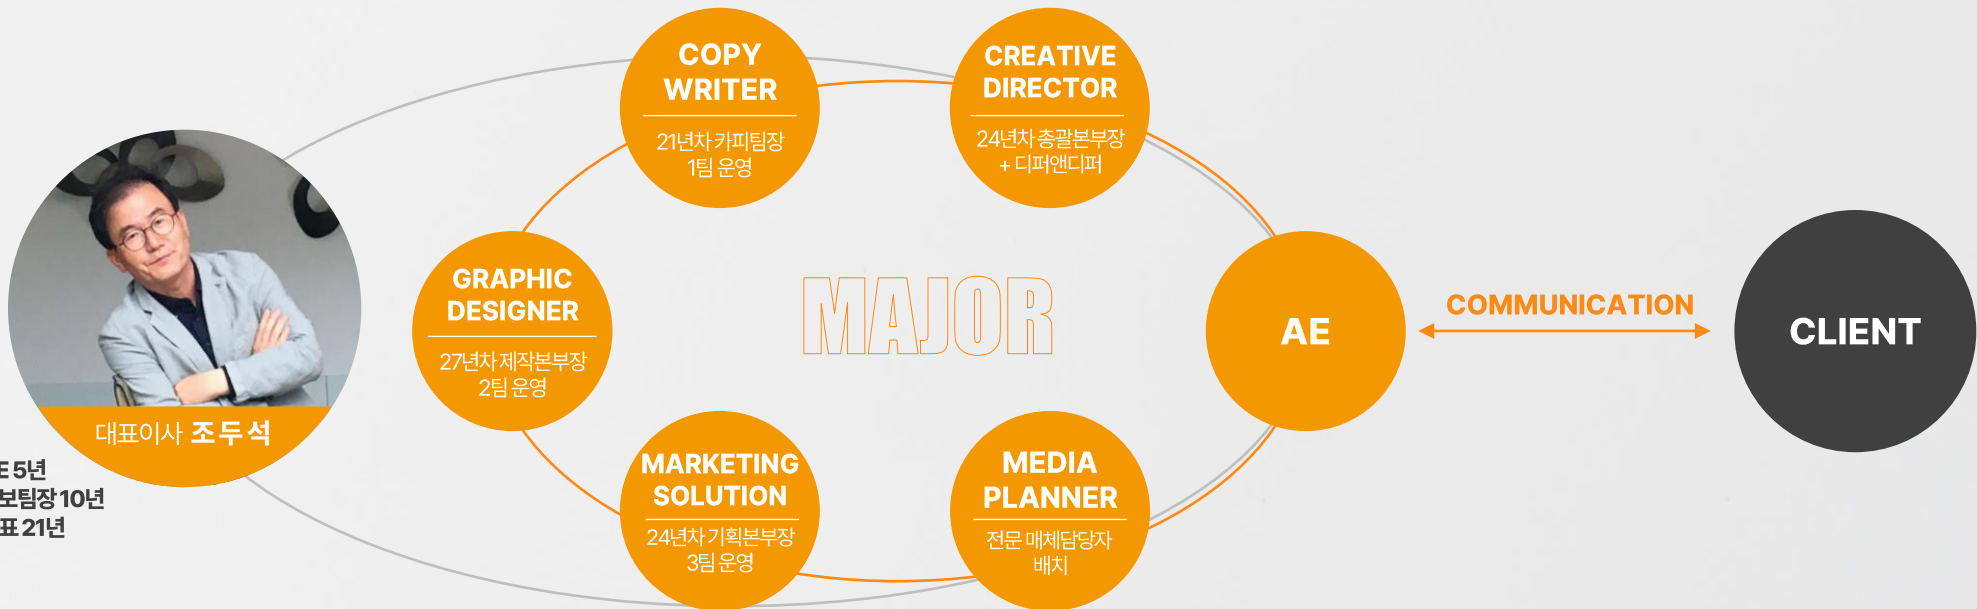 COPY
WRITER
21년차 카피팀장
1팀 운영
CREATIVE
DIRECTOR
24년차 총괄본부장
+ 디퍼앤디퍼
GRAPHIC
DESIGNER
27년차 제작본부장
2팀 운영
MAJOR
AE
COMMUNICATION
CLIENT
대표이사 조두석
5년
보팀장 10년
표 21년
MARKETING
SOLUTION
24년차 기획본부장
3팀 운영
MEDIA
PLANNER
전문 매체담당자
배치